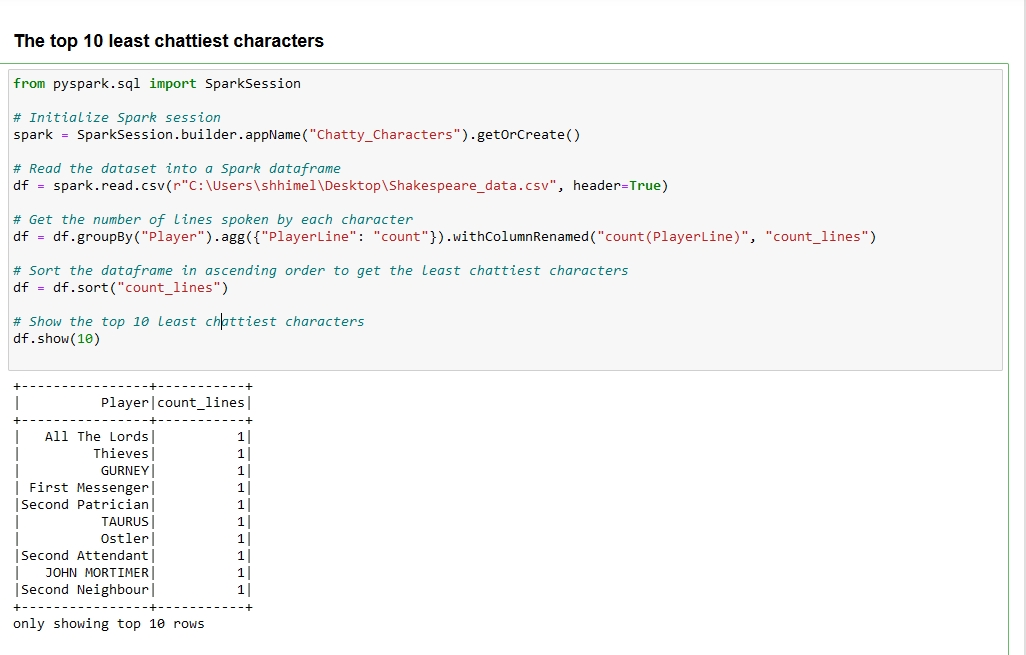 The top 10 least chattiest characters
from pyspark.sql import SparkSession
# Initialize Spark session
spark = SparkSession.builder.appName("Chatty_Characters").getOrCreate()
# Read the dataset into a Spark dataframe
df = spark.read.csv(r"C:\Users\shhimel\Desktop\Shakespeare_data.csv", header=True)
# Get the number of lines spoken by each character
df = df.groupBy("Player").agg({"PlayerLine": "count"}).withColumnRenamed("count(PlayerLine)", "count_lines")
# Sort the dataframe in ascending order to get the least chattiest characters
df = df.sort("count_lines")
# Show the top 10 least chattiest characters
df.show(10)
+----------------+-----------+
|          Player|count_lines|
+----------------+-----------+
|   All The Lords|          1|
|         Thieves|          1|
|          GURNEY|          1|
| First Messenger|          1|
|Second Patrician|          1|
|          TAURUS|          1|
|          Ostler|          1|
|Second Attendant|          1|
|   JOHN MORTIMER|          1|
|Second Neighbour|          1|
+----------------+-----------+
only showing top 10 rows